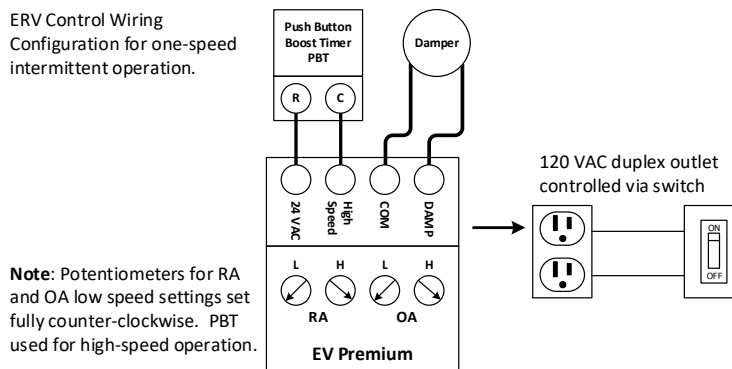 ERV Control Wiring
Configuration for one-speed
intermittent operation.
Push Button
Boost Timer
PBT
R
C
Damper
24 VAC
High
Speed
COM
DAMP
120 VAC duplex outlet
controlled via switch
ON
OFF
L
H
L
H
RA
OA
EV Premium
Note: Potentiometers for RA
and OA low speed settings set
fully counter-clockwise. PBT
used for high-speed operation.